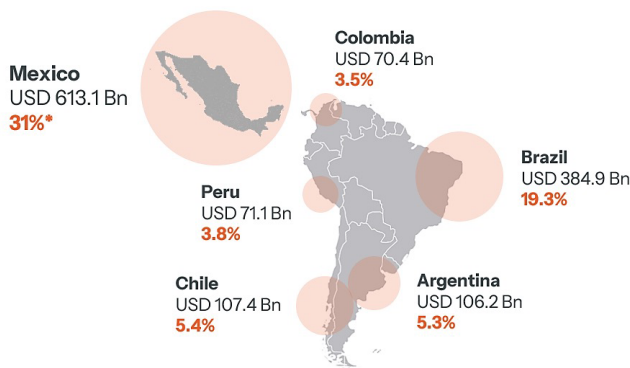 Colombia
USD 70.4 Bn
3.5%
Mexico
USD 613.1 Bn
31%*
Brazil
USD 384.9 Bn
19.3%
Peru
USD 71.1 Bn
3.8%
Chile
USD 107.4 Bn
5.4%
Argentina
USD 106.2 Bn
5.3%